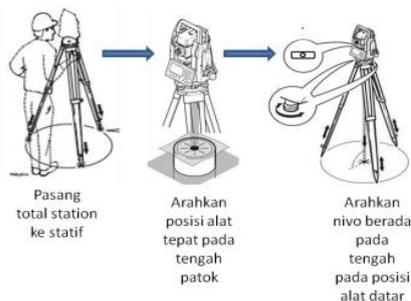 Pasang
total station
ke statif
Arahkan
posisi alat
tepat pada
tengah
patok
Arahkan
nivo berada
pada
tengah
pada posisi
alat datar